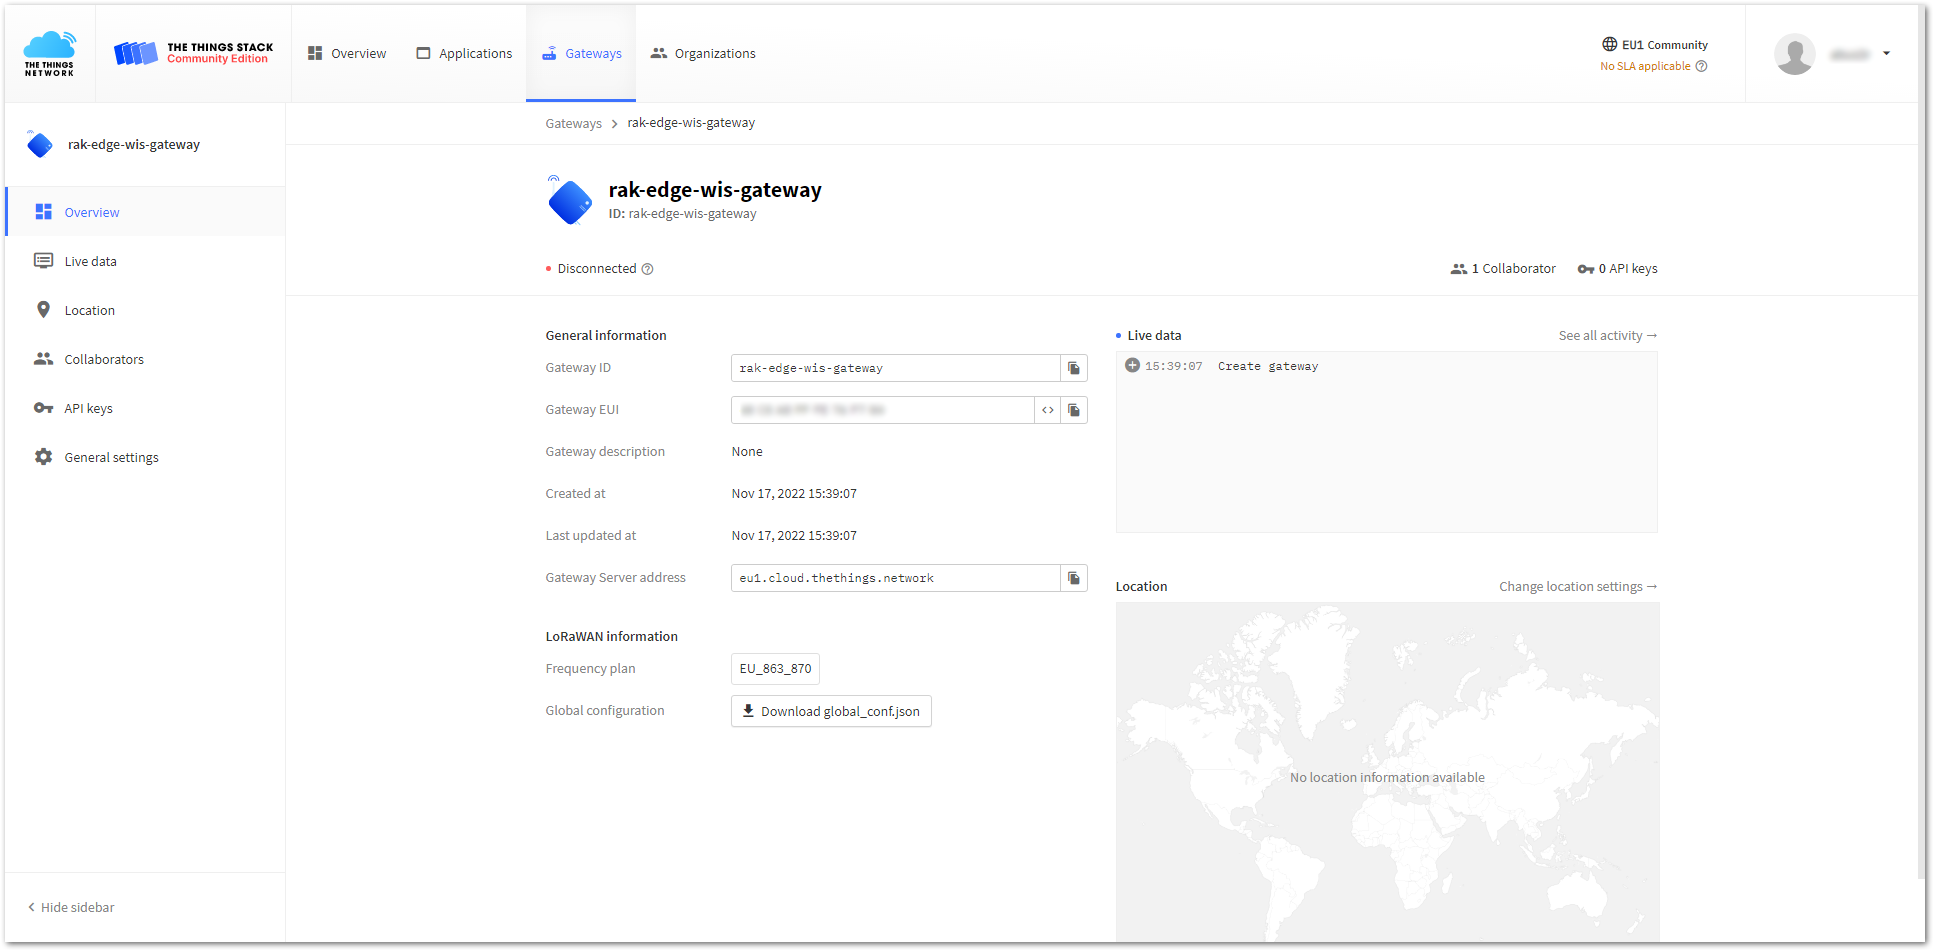 THE THINGS NETWORK
THE THINGS STACK
Community Edition
Overview
Applications
Gateways
Organizations
EU1 Community
No SLA applicable
rak-edge-wis-gateway
Overview
Live data
Location
Collaborators
API keys
General settings
Hide sidebar
Gateways > rak-edge-wis-gateway
rak-edge-wis-gateway
ID: rak-edge-wis-gateway
Disconnected
1 Collaborator
0 API keys
General information
Gateway ID
rak-edge-wis-gateway
Gateway EUI
<>
Gateway description
None
Created at
Nov 17, 2022 15:39:07
Last updated at
Nov 17, 2022 15:39:07
Gateway Server address
eu1.cloud.thethings.network
LoRaWAN information
Frequency plan
EU_863_870
Global configuration
Download global_conf.json
Live data
See all activity →
15:39:07 Create gateway
Location
Change location settings →
No location information available